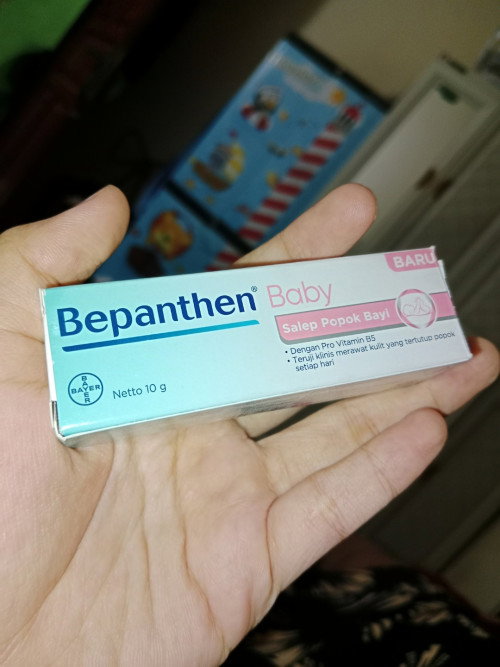 BARU
Bepanthen® Baby
Salep Popok Bayi
• Dengan Pro Vitamin B5
• Teruji klinis merawat kulit yang tertutup popok
setiap hari
BAYER
BAYER
Netto 10 g